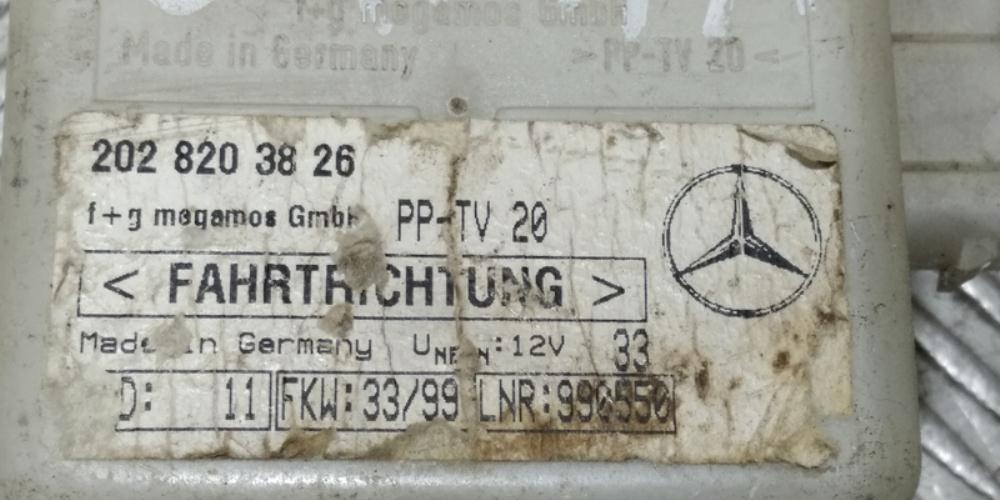 f+g megamos GmbH
Made in Germany >PP-TV 20<
202 820 38 26
f+g megamos GmbH PP-TV 20
< FAHRTRICHTUNG >
Made in Germany :12V 33
D: 11 FKW:33/99 LNR:990550